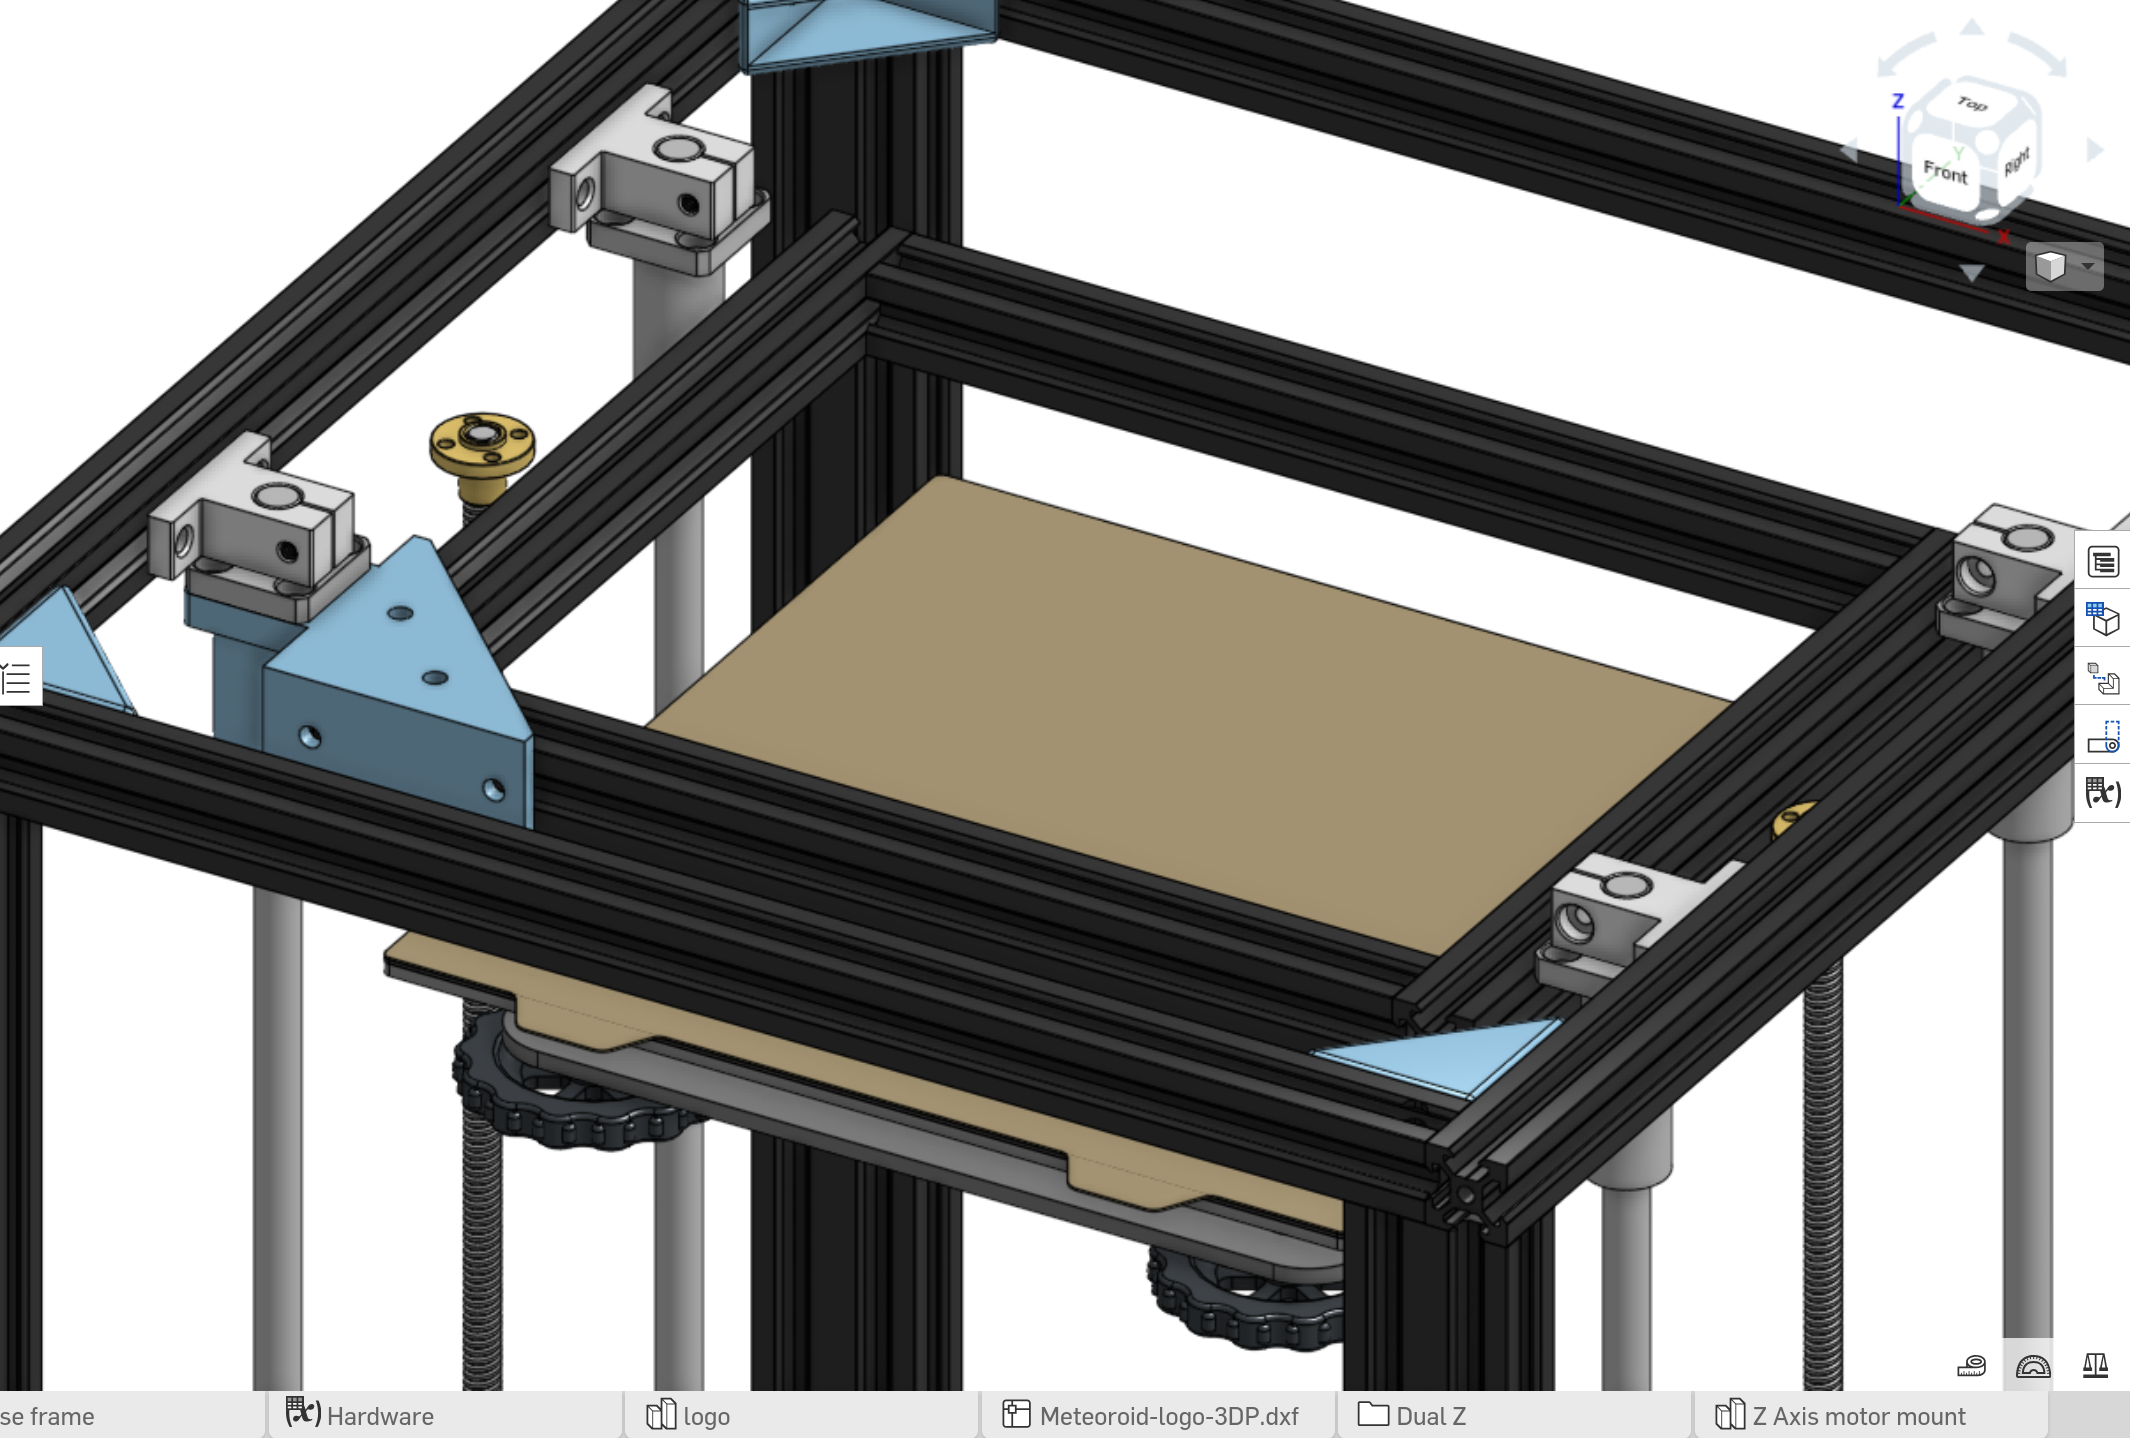 Z
Top
Y
Front
Right
X
(x)
se frame
(x) Hardware
logo
Meteoroid-logo-3DP.dxf
Dual Z
Z Axis motor mount